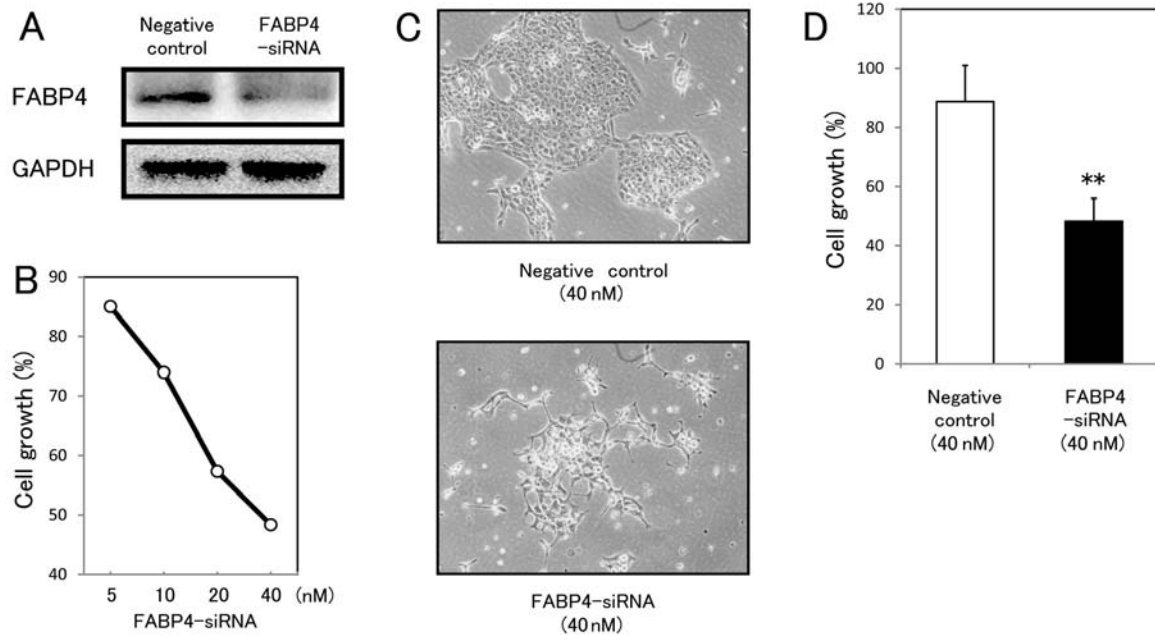 A
Negative
control
FABP4
-siRNA
FABP4
GAPDH
B
Cell growth (%)
90
80
70
60
50
40
5 10 20 40 (nM)
FABP4-siRNA
C
Negative control
(40 nM)
FABP4-siRNA
(40 nM)
D
Cell growth (%)
120
100
80
60
40
20
0
**
Negative
control
(40 nM)
FABP4
-siRNA
(40 nM)